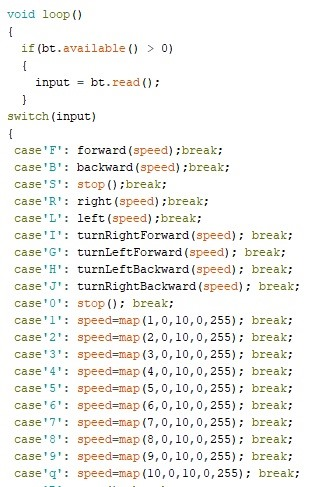 void loop()
{
if(bt.available() > 0)
{
input = bt.read();
}
switch(input)
{
case'F': forward(speed);break;
case'B': backward(speed);break;
case'S': stop();break;
case'R': right(speed);break;
case'L': left(speed);break;
case'I': turnRightForward(speed); break;
case'G': turnLeftForward(speed); break;
case'H': turnLeftBackward(speed); break;
case'J': turnRightBackward(speed); break;
case'0': stop(); break;
case'1': speed=map(1,0,10,0,255); break;
case'2': speed=map(2,0,10,0,255); break;
case'3': speed=map(3,0,10,0,255); break;
case'4': speed=map(4,0,10,0,255); break;
case'5': speed=map(5,0,10,0,255); break;
case'6': speed=map(6,0,10,0,255); break;
case'7': speed=map(7,0,10,0,255); break;
case'8': speed=map(8,0,10,0,255); break;
case'9': speed=map(9,0,10,0,255); break;
case'q': speed=map(10,0,10,0,255); break;